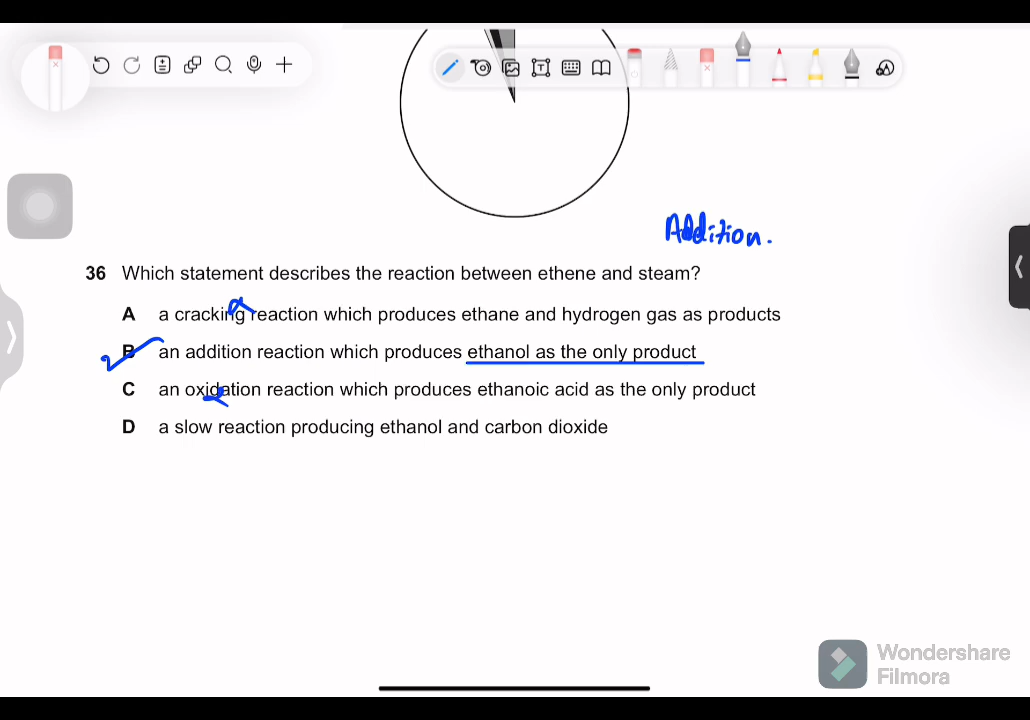 Addition.
36 Which statement describes the reaction between ethene and steam?
A a cracking reaction which produces ethane and hydrogen gas as products
B an addition reaction which produces ethanol as the only product
C an oxidation reaction which produces ethanoic acid as the only product
D a slow reaction producing ethanol and carbon dioxide
Wondershare
Filmora